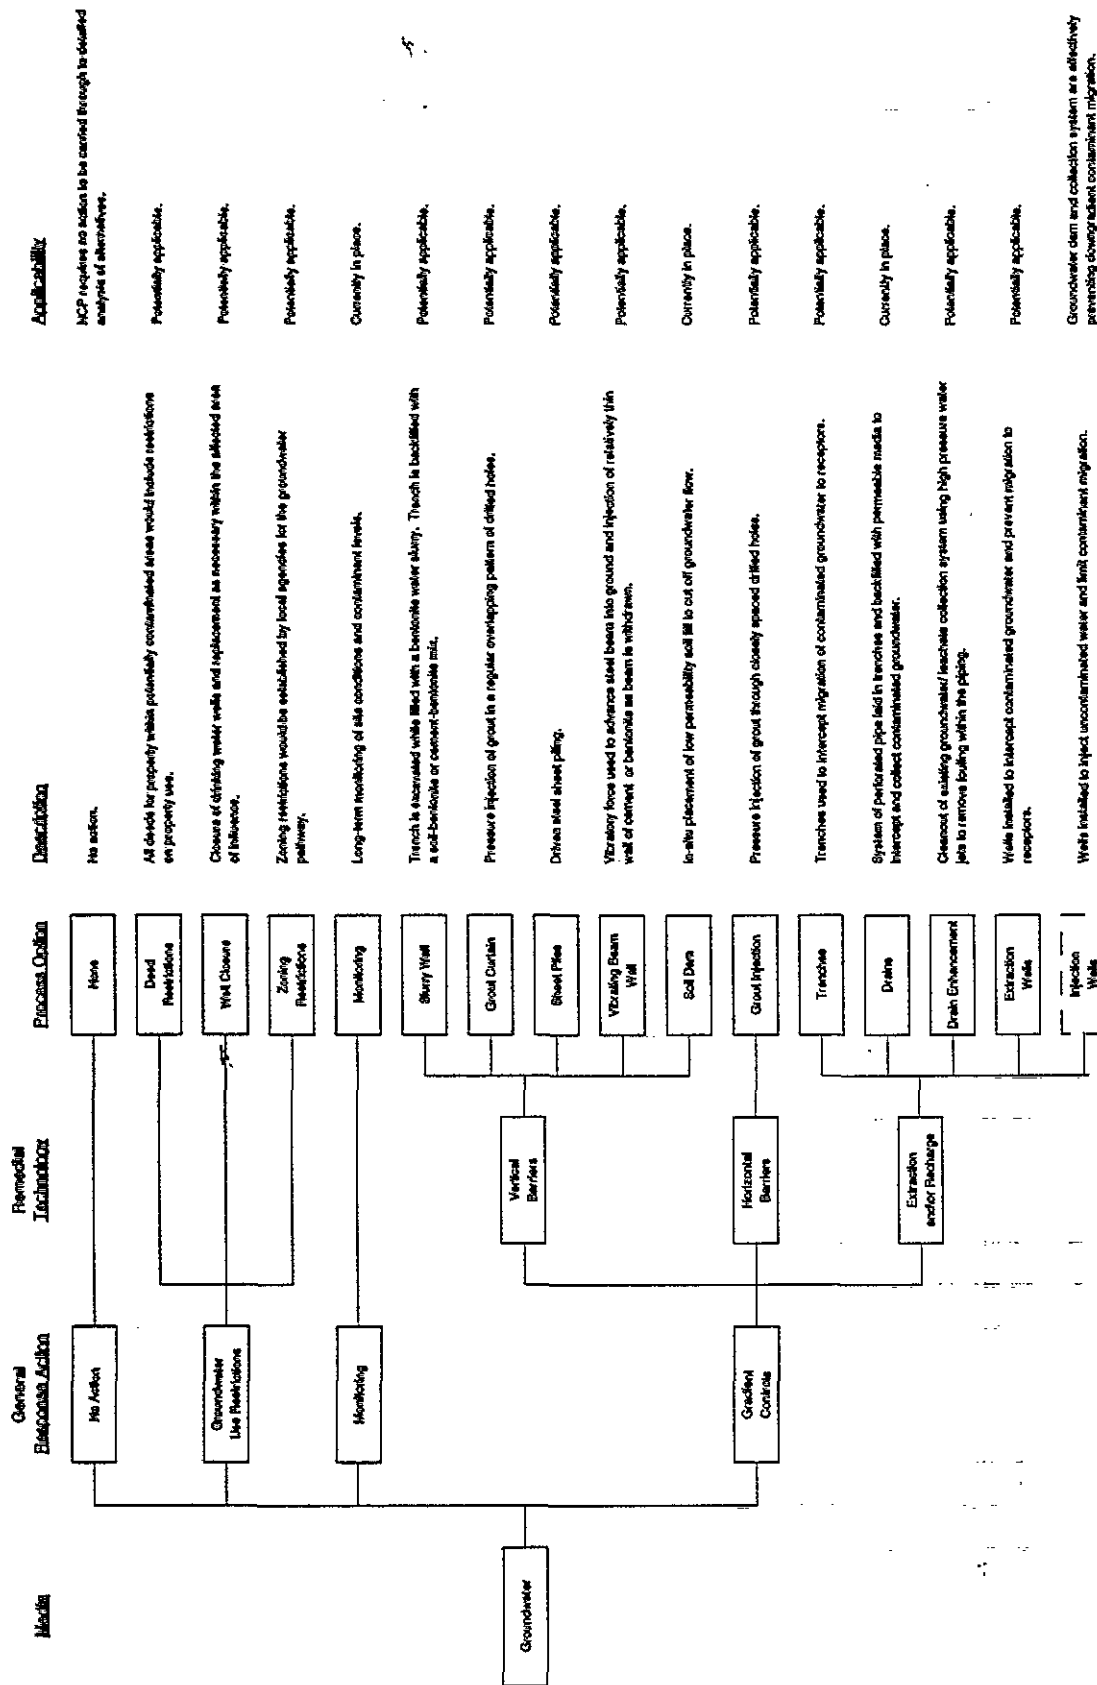 Media
General
Response Action
Remedial
Technology
Process Option
Description
Applicability
Groundwater
No Action
None
No action.
NCP requires no action to be carried through to detailed
analysis of alternatives.
Groundwater
Use Restrictions
Deed
Restrictions
All deeds for property within potentially contaminated areas would include restrictions
on property use.
Potentially applicable.
Well Closure
Closure of drinking water wells and replacement as necessary within the affected area
of influence.
Potentially applicable.
Zoning
Restrictions
Zoning restrictions would be established by local agencies for the groundwater
pathway.
Potentially applicable.
Monitoring
Monitoring
Long-term monitoring of site conditions and contaminant levels.
Currently in place.
Gradient
Controls
Vertical
Barriers
Slurry Wall
Trench is excavated while filled with a bentonite water slurry. Trench is backfilled with
a soil-bentonite or cement-bentonite mix.
Potentially applicable.
Grout Curtain
Pressure injection of grout in a regular overlapping pattern of drilled holes.
Potentially applicable.
Sheet Piles
Driven steel sheet piling.
Potentially applicable.
Vibrating Beam
Wall
Vibratory force used to advance steel beam into ground and injection of relatively thin
wall of cement or bentonite as beam is withdrawn.
Potentially applicable.
Soil Dam
In-situ placement of low permeability soil fill to cut off groundwater flow.
Currently in place.
Horizontal
Barriers
Grout Injection
Pressure injection of grout through closely spaced drilled holes.
Potentially applicable.
Extraction
and/or Recharge
Trenches
Trenches used to intercept migration of contaminated groundwater to receptors.
Potentially applicable.
Drains
System of perforated pipe laid in trenches and backfilled with permeable media to
intercept and collect contaminated groundwater.
Currently in place.
Drain Enhancement
Cleanout of existing groundwater/ leachate collection system using high pressure water
jets to remove fouling within the piping.
Potentially applicable.
Extraction
Wells
Wells installed to intercept contaminated groundwater and prevent migration to
receptors.
Potentially applicable.
Injection
Wells
Wells installed to inject uncontaminated water and limit contaminant migration.
Groundwater dam and collection system are effectively
preventing downgradient contaminant migration.